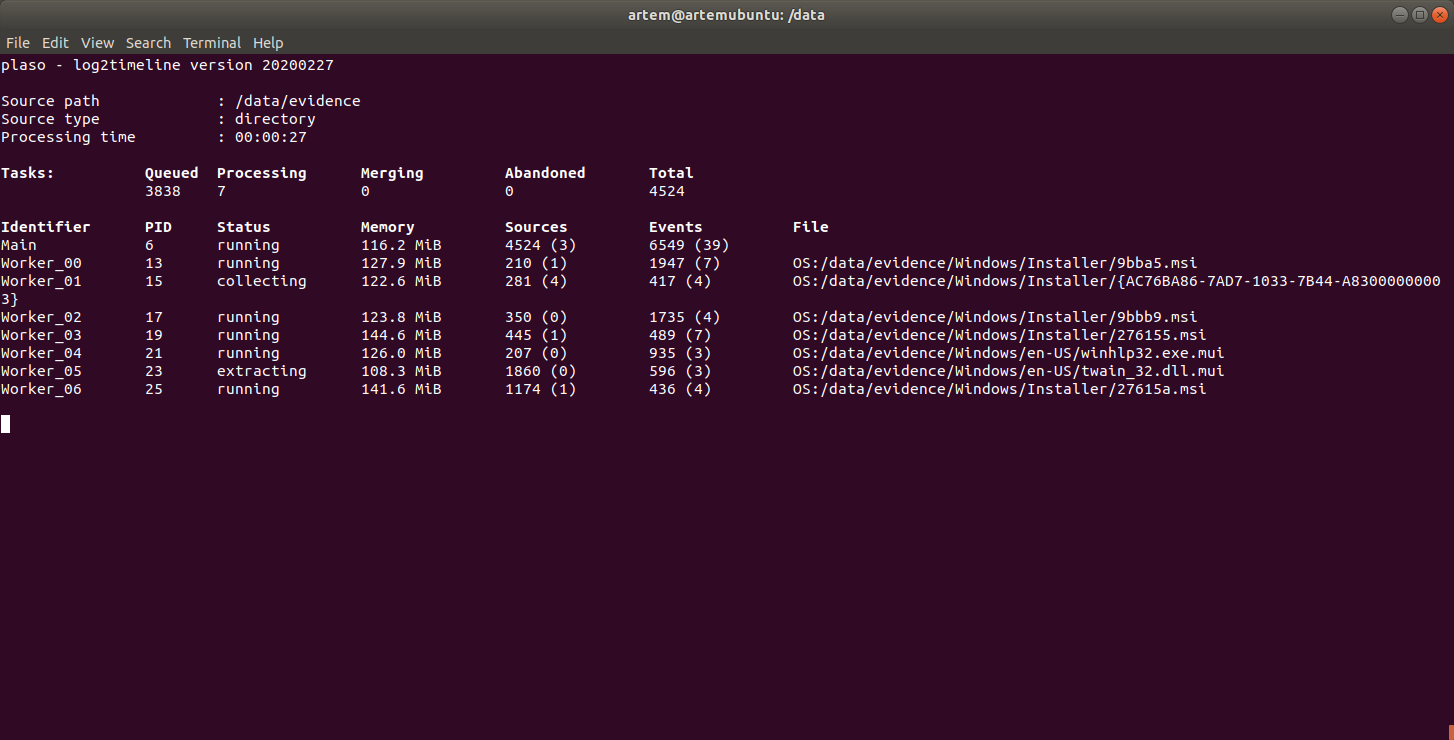 artem@artemubuntu: /data
File Edit View Search Terminal Help
plaso - log2timeline version 20200227
Source path : /data/evidence
Source type : directory
Processing time : 00:00:27
Tasks: Queued Processing Merging Abandoned Total
3838 7 0 0 4524
Identifier PID Status Memory Sources Events File
Main 6 running 116.2 MiB 4524 (3) 6549 (39)
Worker_00 13 running 127.9 MiB 210 (1) 1947 (7) OS:/data/evidence/Windows/Installer/9bba5.msi
Worker_01 15 collecting 122.6 MiB 281 (4) 417 (4) OS:/data/evidence/Windows/Installer/{AC76BA86-7AD7-1033-7B44-A8300000000
3}
Worker_02 17 running 123.8 MiB 350 (0) 1735 (4) OS:/data/evidence/Windows/Installer/9bbb9.msi
Worker_03 19 running 144.6 MiB 445 (1) 489 (7) OS:/data/evidence/Windows/Installer/276155.msi
Worker_04 21 running 126.0 MiB 207 (0) 935 (3) OS:/data/evidence/Windows/en-US/winhlp32.exe.mui
Worker_05 23 extracting 108.3 MiB 1860 (0) 596 (3) OS:/data/evidence/Windows/en-US/twain_32.dll.mui
Worker_06 25 running 141.6 MiB 1174 (1) 436 (4) OS:/data/evidence/Windows/Installer/27615a.msi